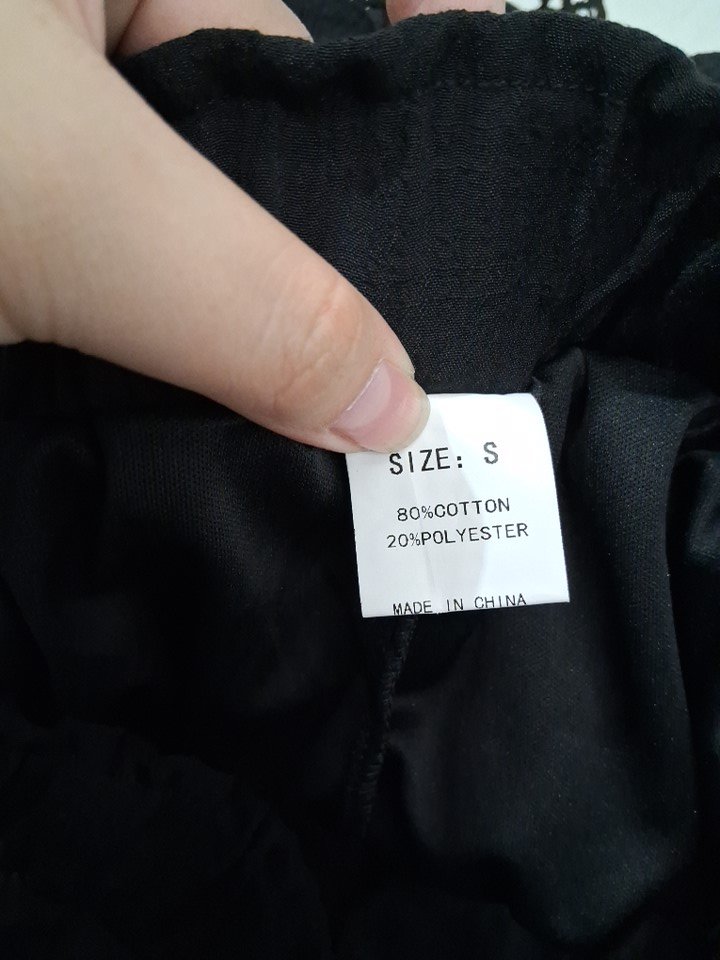 SIZE: S
80%COTTON
20%POLYESTER
MADE IN CHINA